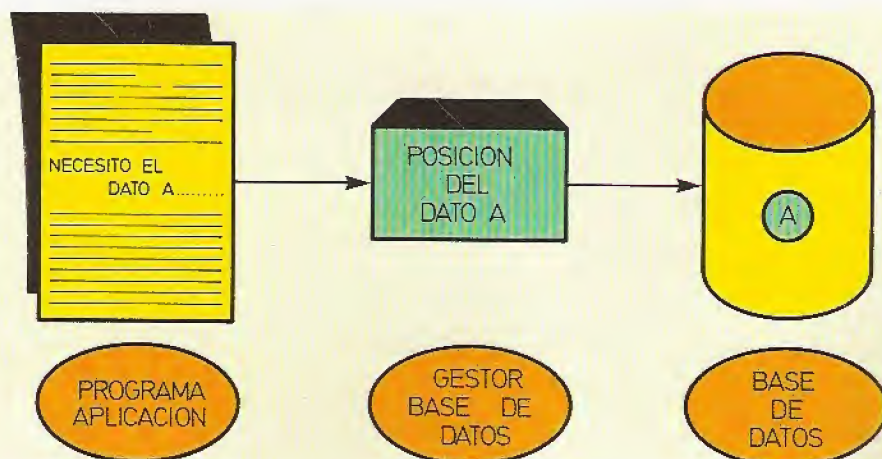 NECESITO EL
DATO A.........
POSICION
DEL
DATO A
A
PROGRAMA
APLICACION
GESTOR
BASE DE
DATOS
BASE
DE
DATOS